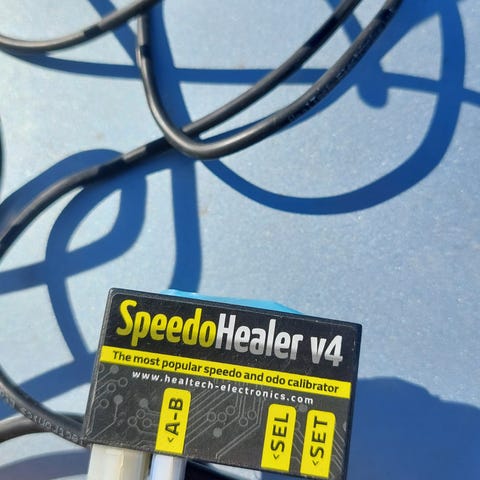 SpeedoHealer v4
The most popular speedo and odo calibrator
www.healtech-electronics.com
<A-B
<SEL
<SET